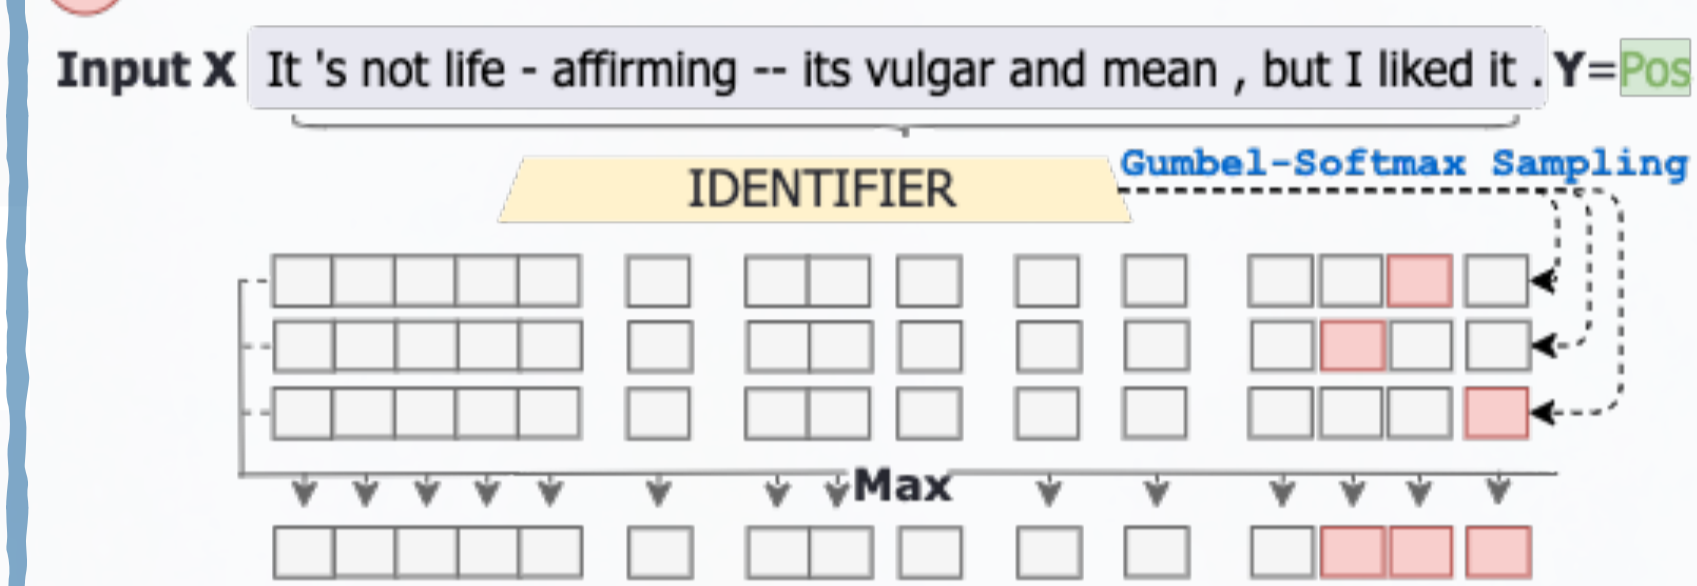 Input X It 's not life - affirming -- its vulgar and mean , but I liked it . Y=Pos
Gumbel-Softmax Sampling
IDENTIFIER
Max